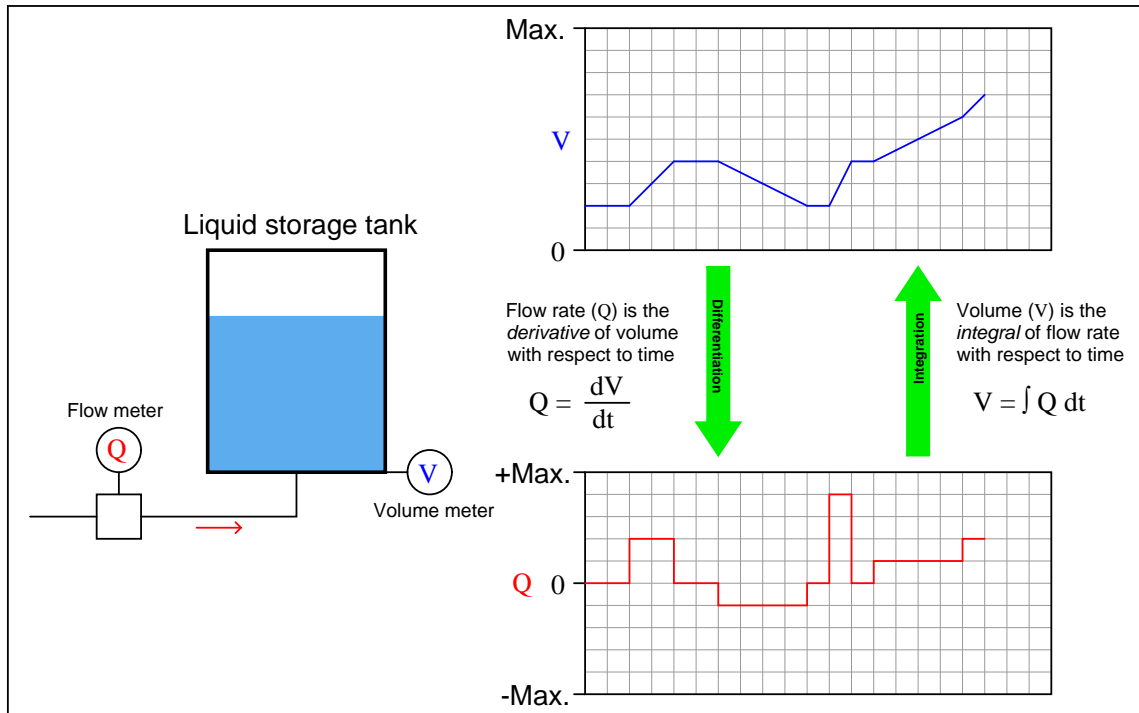 Max.
V
0
Liquid storage tank
Flow meter
Q
V
Volume meter
Flow rate (Q) is the
derivative of volume
with respect to time
Q = dV/dt
Differentiation
Integration
Volume (V) is the
integral of flow rate
with respect to time
V = ∫ Q dt
+Max.
Q 0
-Max.